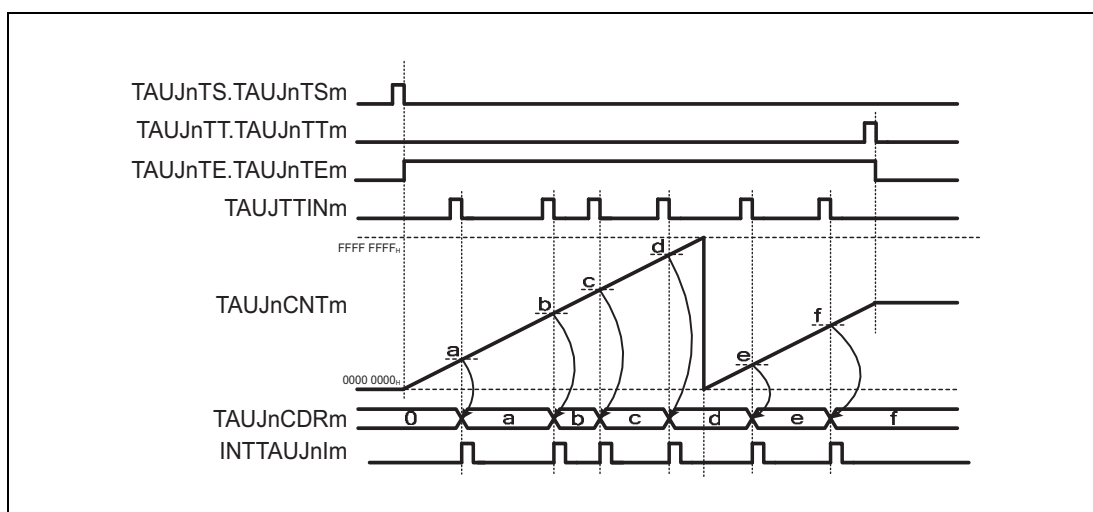 TAUJnTS.TAUJnTSm
TAUJnTT.TAUJnTTm
TAUJnTE.TAUJnTEm
TAUJTTINm
FFFF FFFFH
d
c
b
TAUJnCNTm
f
a
e
0000 0000H
TAUJnCDRm 0 a b c d e f
INTTAUJnIm